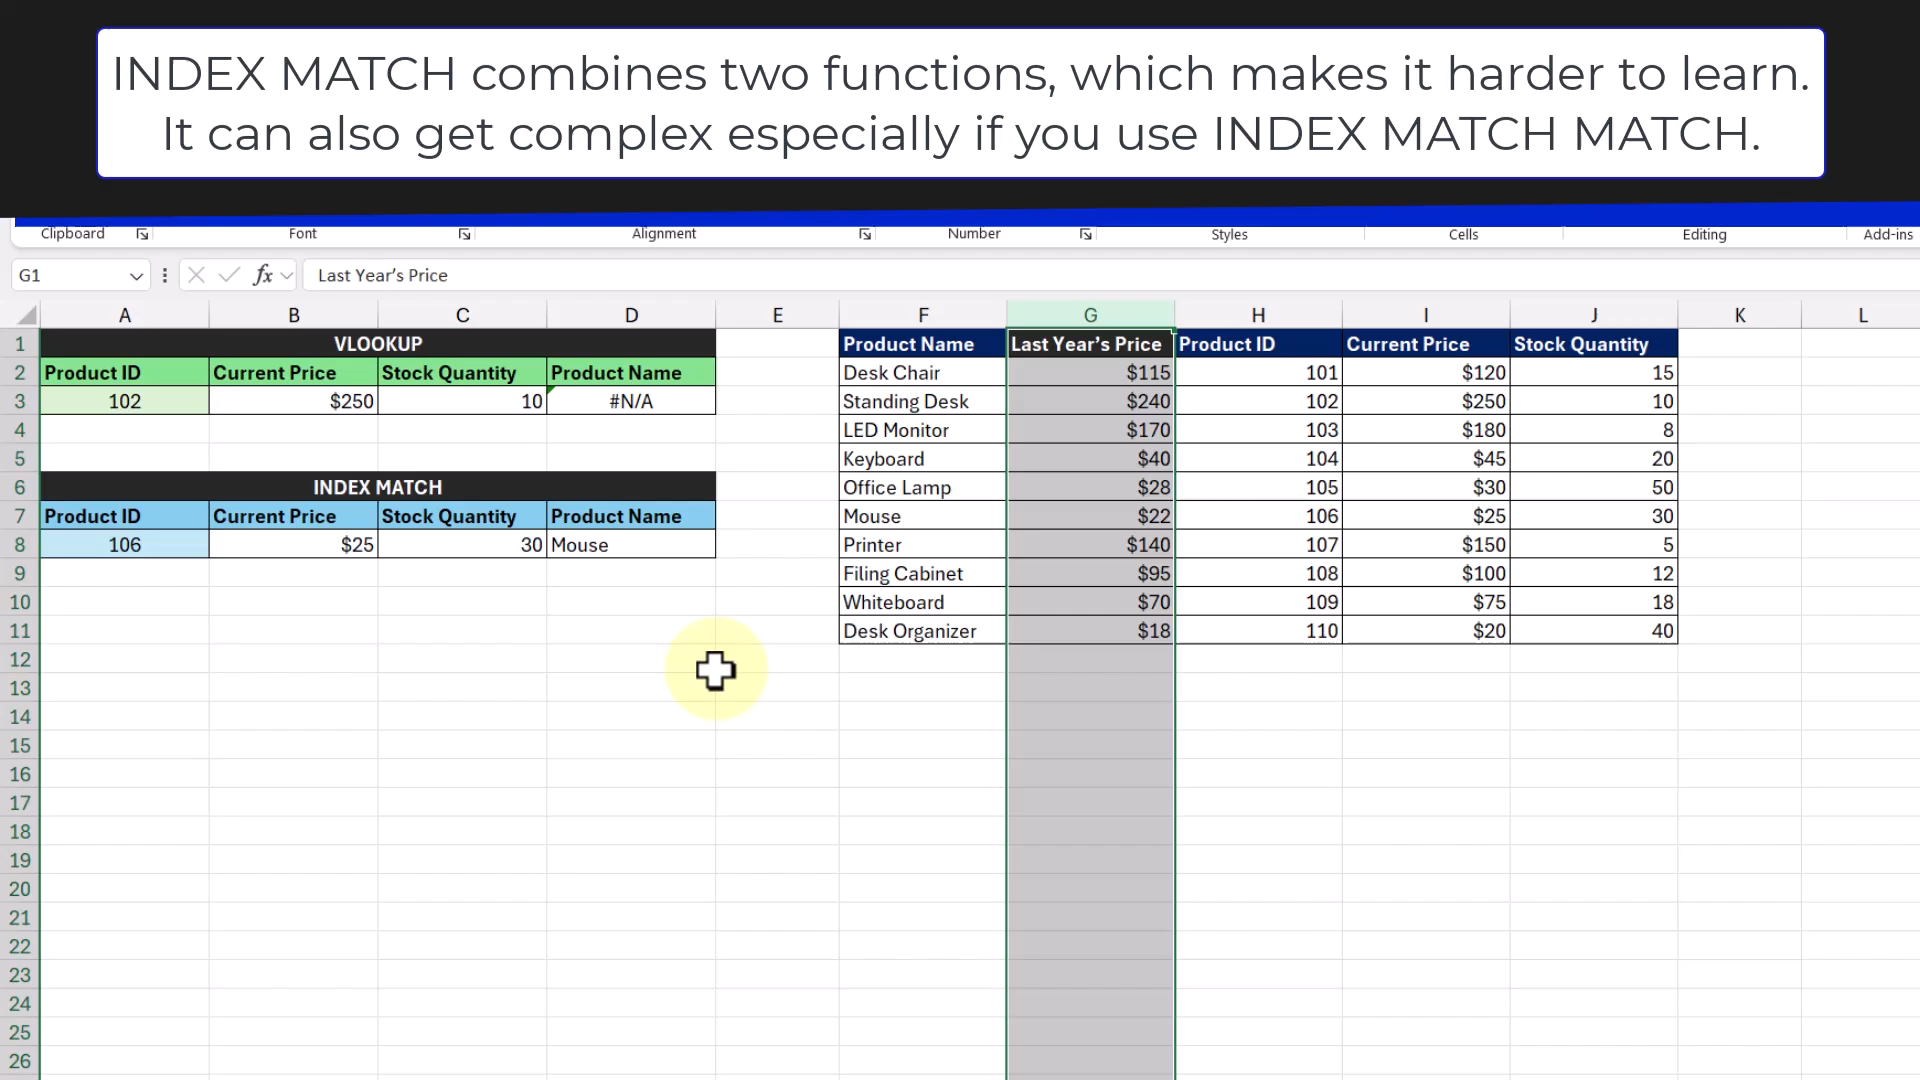 INDEX MATCH combines two functions, which makes it harder to learn.
It can also get complex especially if you use INDEX MATCH MATCH.
Clipboard Font Alignment Number Styles Cells Editing Add-ins
G1 fx Last Year’s Price
A B C D E F G H I J K L
1 VLOOKUP Product Name Last Year’s Price Product ID Current Price Stock Quantity
2 Product ID Current Price Stock Quantity Product Name Desk Chair $115 101 $120 15
3 102 $250 10 #N/A Standing Desk $240 102 $250 10
4 LED Monitor $170 103 $180 8
5 Keyboard $40 104 $45 20
6 INDEX MATCH Office Lamp $28 105 $30 50
7 Product ID Current Price Stock Quantity Product Name Mouse $22 106 $25 30
8 106 $25 30 Mouse Printer $140 107 $150 5
9 Filing Cabinet $95 108 $100 12
10 Whiteboard $70 109 $75 18
11 Desk Organizer $18 110 $20 40
12
13
14
15
16
17
18
19
20
21
22
23
24
25
26